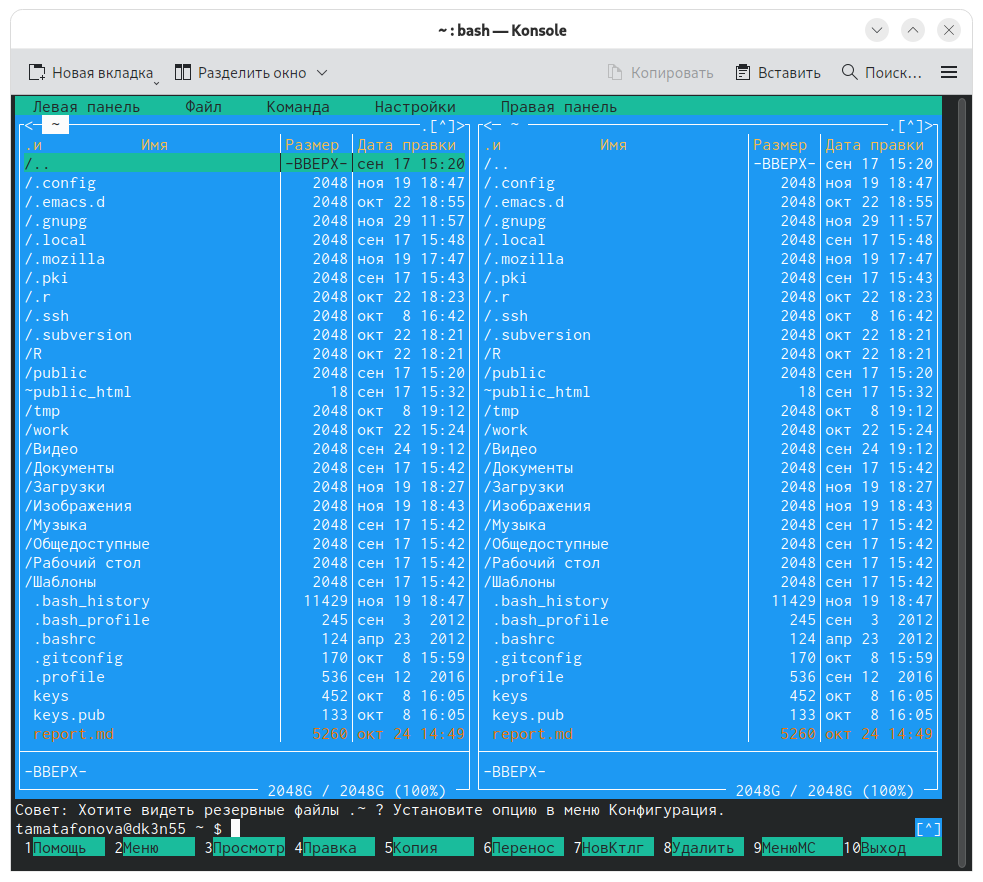 ~ : bash — Konsole
Новая вкладка Разделить окно Копировать Вставить Поиск...
Левая панель Файл Команда Настройки Правая панель
<- ~ .[^]> <- ~ .[^]>
.и Имя Размер Дата правки .и Имя Размер Дата правки
/.. -ВВЕРХ- сен 17 15:20 /.. -ВВЕРХ- сен 17 15:20
/.config 2048 ноя 19 18:47 /.config 2048 ноя 19 18:47
/.emacs.d 2048 окт 22 18:55 /.emacs.d 2048 окт 22 18:55
/.gnupg 2048 ноя 29 11:57 /.gnupg 2048 ноя 29 11:57
/.local 2048 сен 17 15:48 /.local 2048 сен 17 15:48
/.mozilla 2048 ноя 19 17:47 /.mozilla 2048 ноя 19 17:47
/.pki 2048 сен 17 15:43 /.pki 2048 сен 17 15:43
/.r 2048 окт 22 18:23 /.r 2048 окт 22 18:23
/.ssh 2048 окт 8 16:42 /.ssh 2048 окт 8 16:42
/.subversion 2048 окт 22 18:21 /.subversion 2048 окт 22 18:21
/R 2048 окт 22 18:21 /R 2048 окт 22 18:21
/public 2048 сен 17 15:20 /public 2048 сен 17 15:20
~public_html 18 сен 17 15:32 ~public_html 18 сен 17 15:32
/tmp 2048 окт 8 19:12 /tmp 2048 окт 8 19:12
/work 2048 окт 22 15:24 /work 2048 окт 22 15:24
/Видео 2048 сен 24 19:12 /Видео 2048 сен 24 19:12
/Документы 2048 сен 17 15:42 /Документы 2048 сен 17 15:42
/Загрузки 2048 ноя 19 18:27 /Загрузки 2048 ноя 19 18:27
/Изображения 2048 ноя 19 18:43 /Изображения 2048 ноя 19 18:43
/Музыка 2048 сен 17 15:42 /Музыка 2048 сен 17 15:42
/Общедоступные 2048 сен 17 15:42 /Общедоступные 2048 сен 17 15:42
/Рабочий стол 2048 сен 17 15:42 /Рабочий стол 2048 сен 17 15:42
/Шаблоны 2048 сен 17 15:42 /Шаблоны 2048 сен 17 15:42
.bash_history 11429 ноя 19 18:47 .bash_history 11429 ноя 19 18:47
.bash_profile 245 сен 3 2012 .bash_profile 245 сен 3 2012
.bashrc 124 апр 23 2012 .bashrc 124 апр 23 2012
.gitconfig 170 окт 8 15:59 .gitconfig 170 окт 8 15:59
.profile 536 сен 12 2016 .profile 536 сен 12 2016
keys 452 окт 8 16:05 keys 452 окт 8 16:05
keys.pub 133 окт 8 16:05 keys.pub 133 окт 8 16:05
report.md 5260 окт 24 14:49 report.md 5260 окт 24 14:49
-ВВЕРХ- -ВВЕРХ-
2048G / 2048G (100%) 2048G / 2048G (100%)
Совет: Хотите видеть резервные файлы .~ ? Установите опцию в меню Конфигурация.
tamatafonova@dk3n55 ~ $ [^]
1Помощь 2Меню 3Просмотр 4Правка 5Копия 6Перенос 7НовКтлг 8Удалить 9МенюMC 10Выход